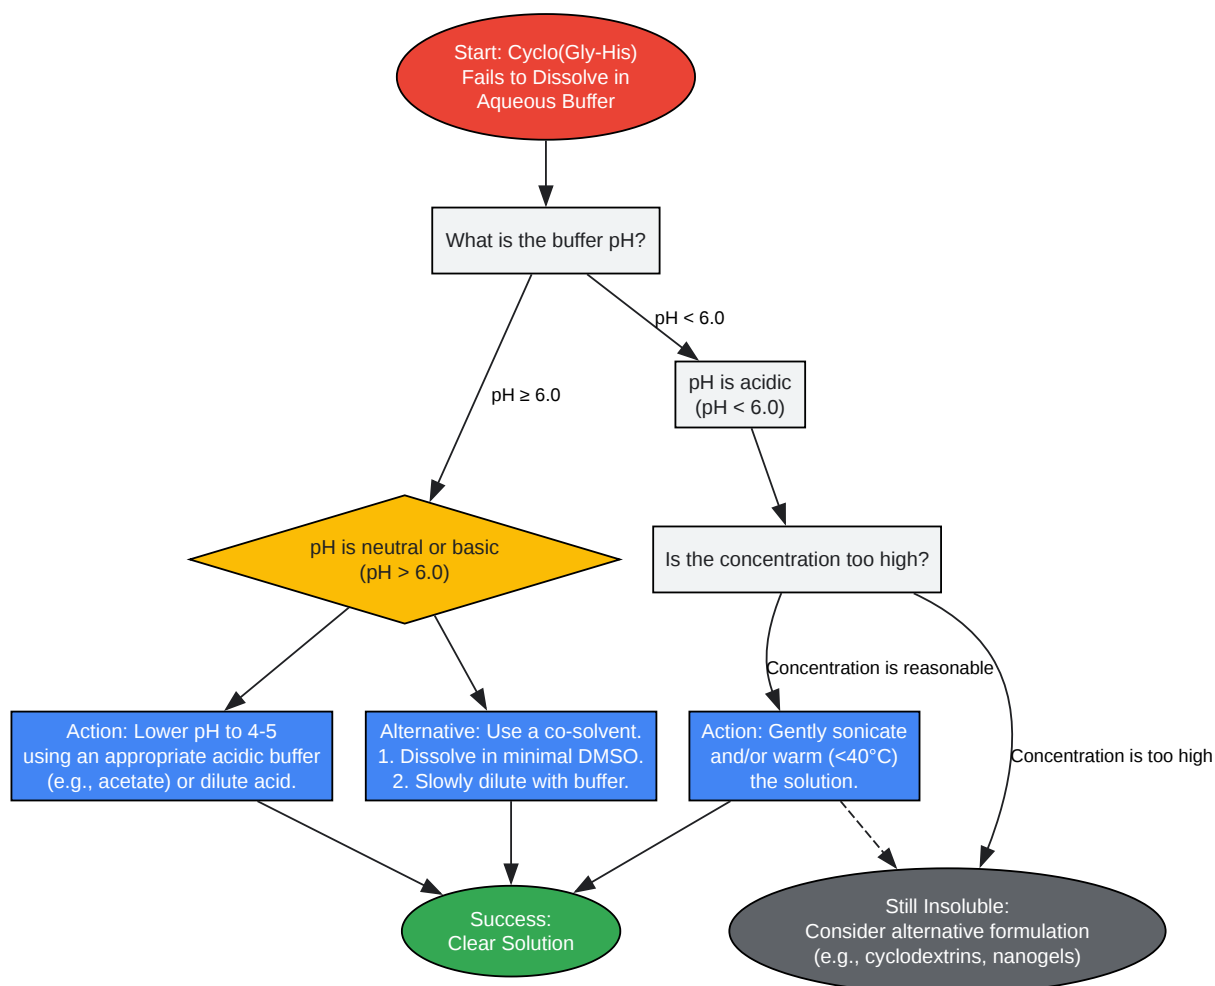 Start: Cyclo(Gly-His)
Fails to Dissolve in
Aqueous Buffer
What is the buffer pH?
pH < 6.0
pH ≥ 6.0
pH is acidic
(pH < 6.0)
pH is neutral or basic
(pH > 6.0)
Is the concentration too high?
Concentration is reasonable
Concentration is too high
Action: Lower pH to 4-5
using an appropriate acidic buffer
(e.g., acetate) or dilute acid.
Alternative: Use a co-solvent.
1. Dissolve in minimal DMSO.
2. Slowly dilute with buffer.
Action: Gently sonicate
and/or warm (<40°C)
the solution.
Success:
Clear Solution
Still Insoluble:
Consider alternative formulation
(e.g., cyclodextrins, nanogels)